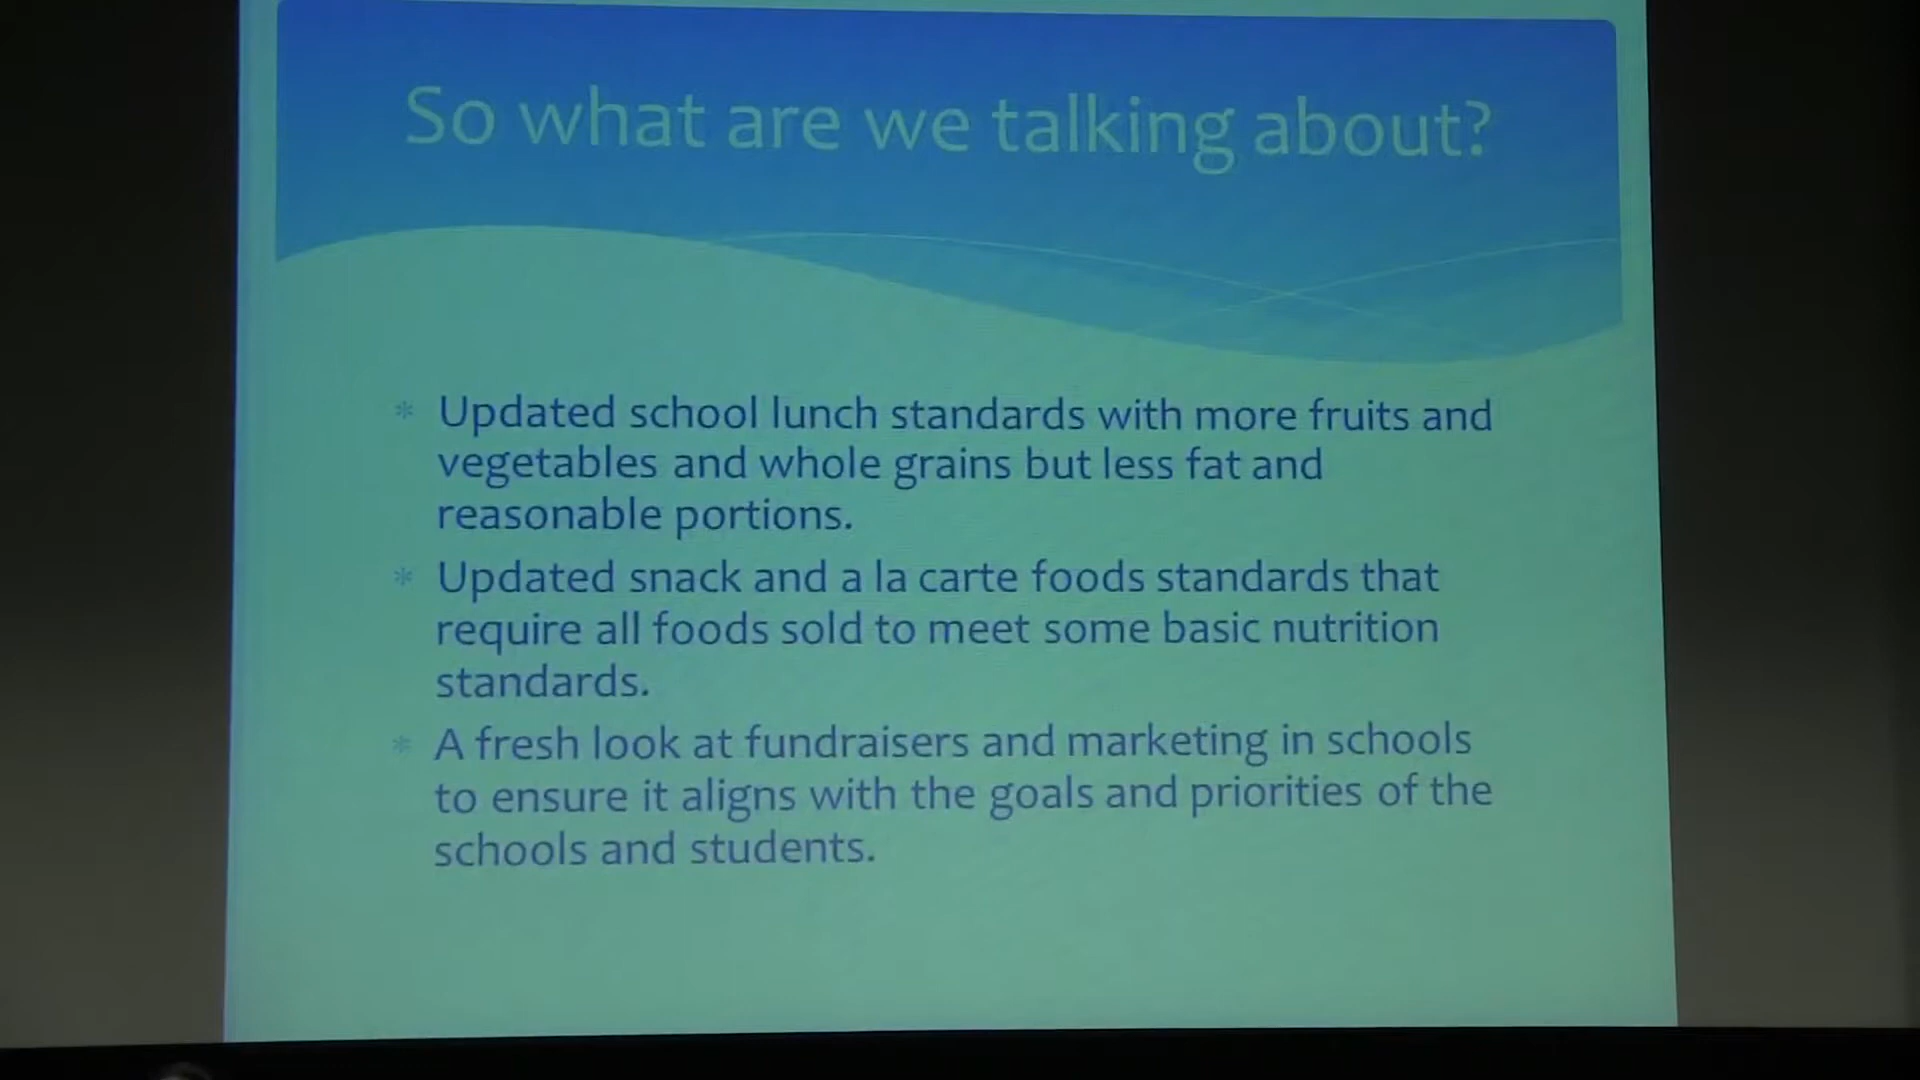 So what are we talking about?
* Updated school lunch standards with more fruits and
vegetables and whole grains but less fat and
reasonable portions.
* Updated snack and a la carte foods standards that
require all foods sold to meet some basic nutrition
standards.
* A fresh look at fundraisers and marketing in schools
to ensure it aligns with the goals and priorities of the
schools and students.